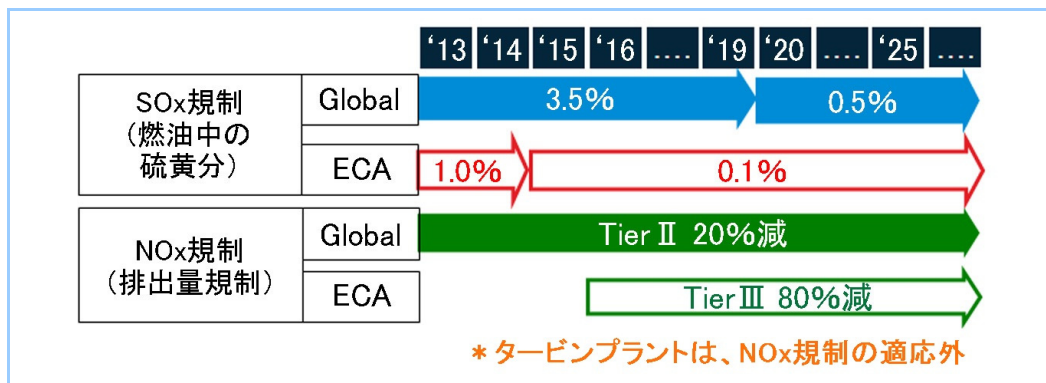 ‘13 ‘14 ‘15 ‘16 .... ‘19 ‘20 .... ‘25 ....
SOx規制
（燃油中の
硫黄分）
Global
3.5%
0.5%
ECA
1.0%
0.1%
NOx規制
（排出量規制）
Global
TierⅡ 20%減
ECA
TierⅢ 80%減
＊タービンプラントは、NOx規制の適応外